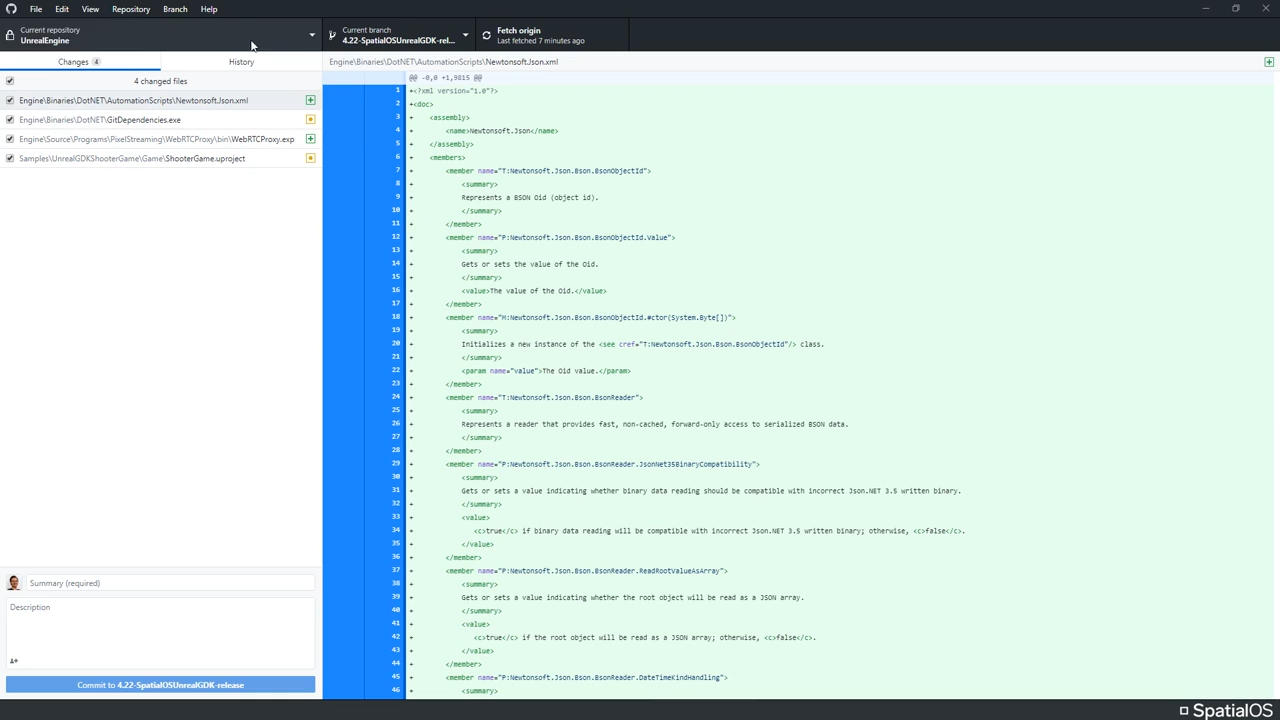 File Edit View Repository Branch Help
Current repository
UnrealEngine
Current branch
4.22-SpatialOSUnrealGDK-rel...
Fetch origin
Last fetched 7 minutes ago
Changes 4
History
Engine\Binaries\DotNET\AutomationScripts\Newtonsoft.Json.xml
4 changed files
Engine\Binaries\DotNET\AutomationScripts\Newtonsoft.Json.xml
Engine\Binaries\DotNET\GitDependencies.exe
Engine\Source\Programs\PixelStreaming\WebRTCProxy\bin\WebRTCProxy.exp
Samples\UnrealGDKShooterGame\Game\ShooterGame.uproject
@@ -0,0 +1,9815 @@
1 +<?xml version="1.0"?>
2 +<doc>
3 + <assembly>
4 + <name>Newtonsoft.Json</name>
5 + </assembly>
6 + <members>
7 + <member name="T:Newtonsoft.Json.Bson.BsonObjectId">
8 + <summary>
9 + Represents a BSON Oid (object id).
10 + </summary>
11 + </member>
12 + <member name="P:Newtonsoft.Json.Bson.BsonObjectId.Value">
13 + <summary>
14 + Gets or sets the value of the Oid.
15 + </summary>
16 + <value>The value of the Oid.</value>
17 + </member>
18 + <member name="M:Newtonsoft.Json.Bson.BsonObjectId.#ctor(System.Byte[])">
19 + <summary>
20 + Initializes a new instance of the <see cref="T:Newtonsoft.Json.Bson.BsonObjectId"/> class.
21 + </summary>
22 + <param name="value">The Oid value.</param>
23 + </member>
24 + <member name="T:Newtonsoft.Json.Bson.BsonReader">
25 + <summary>
26 + Represents a reader that provides fast, non-cached, forward-only access to serialized BSON data.
27 + </summary>
28 + </member>
29 + <member name="P:Newtonsoft.Json.Bson.BsonReader.JsonNet35BinaryCompatibility">
30 + <summary>
31 + Gets or sets a value indicating whether binary data reading should be compatible with incorrect Json.NET 3.5 written binary.
32 + </summary>
33 + <value>
34 + <c>true</c> if binary data reading will be compatible with incorrect Json.NET 3.5 written binary; otherwise, <c>false</c>.
35 + </value>
36 + </member>
37 + <member name="P:Newtonsoft.Json.Bson.BsonReader.ReadRootValueAsArray">
38 + <summary>
39 + Gets or sets a value indicating whether the root object will be read as a JSON array.
40 + </summary>
41 + <value>
42 + <c>true</c> if the root object will be read as a JSON array; otherwise, <c>false</c>.
43 + </value>
44 + </member>
45 + <member name="P:Newtonsoft.Json.Bson.BsonReader.DateTimeKindHandling">
46 + <summary>
Summary (required)
Description
Commit to 4.22-SpatialOSUnrealGDK-release
SpatialOS